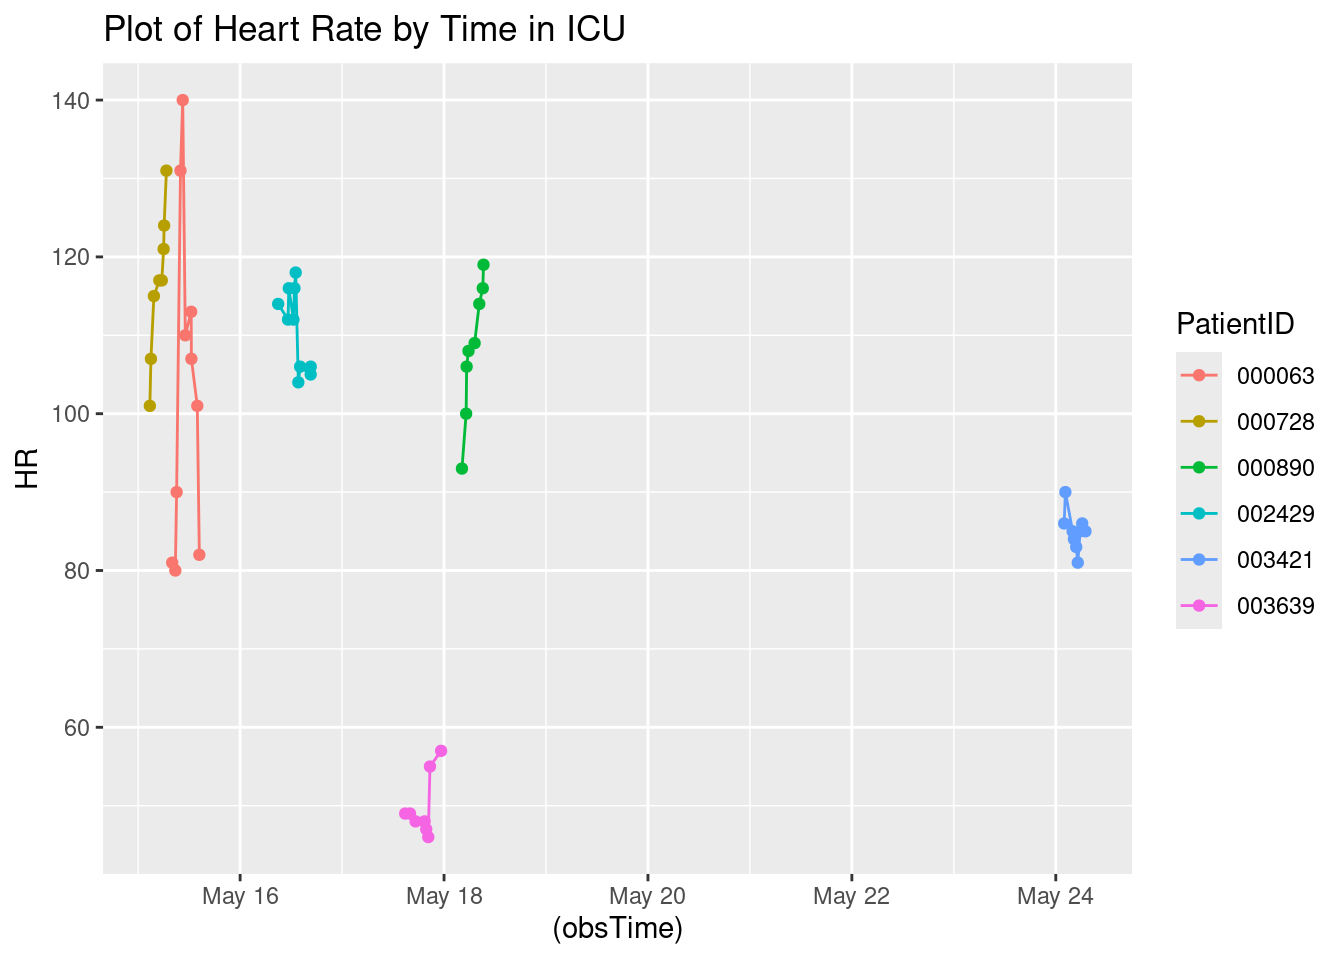 Plot of Heart Rate by Time in ICU
140
120
100
80
60
HR
May 16
May 18
May 20
May 22
May 24
(obsTime)
PatientID
000063
000728
000890
002429
003421
003639